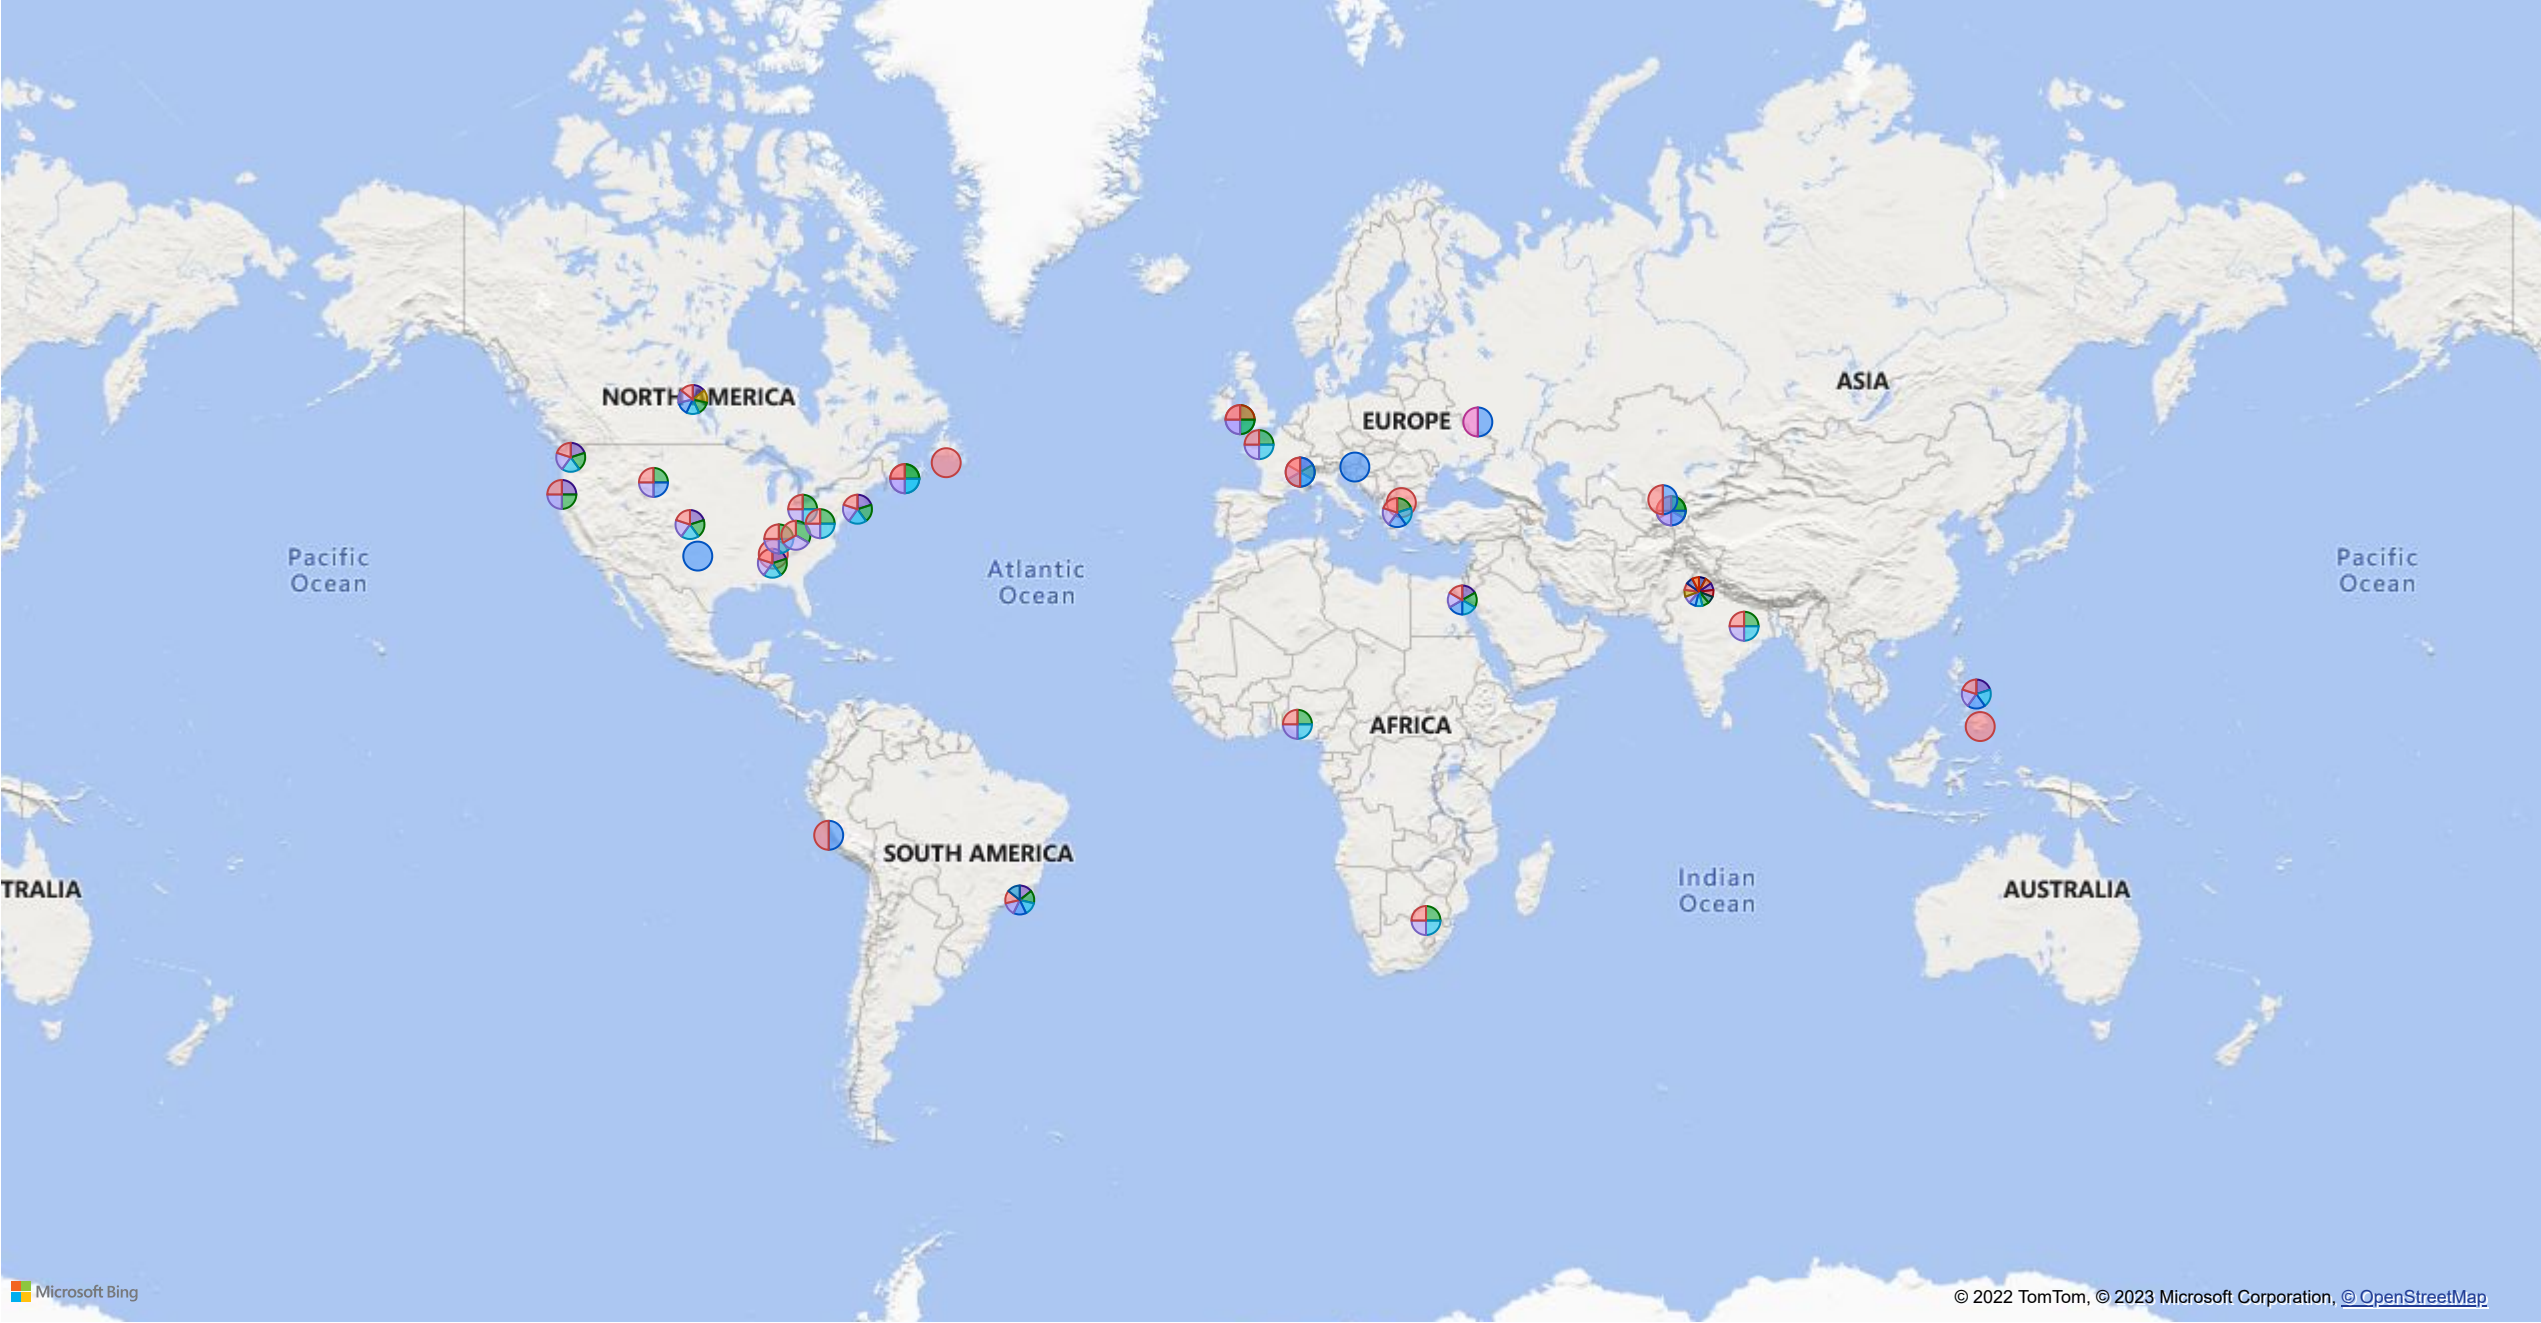 ASIA
NORTH MERICA
EUROPE
Pacific
Ocean
Atlantic
Ocean
Pacific
Ocean
AFRICA
SOUTH AMERICA
Indian
Ocean
TRALIA
AUSTRALIA
Microsoft Bing
© 2022 TomTom, © 2023 Microsoft Corporation, © OpenStreetMap